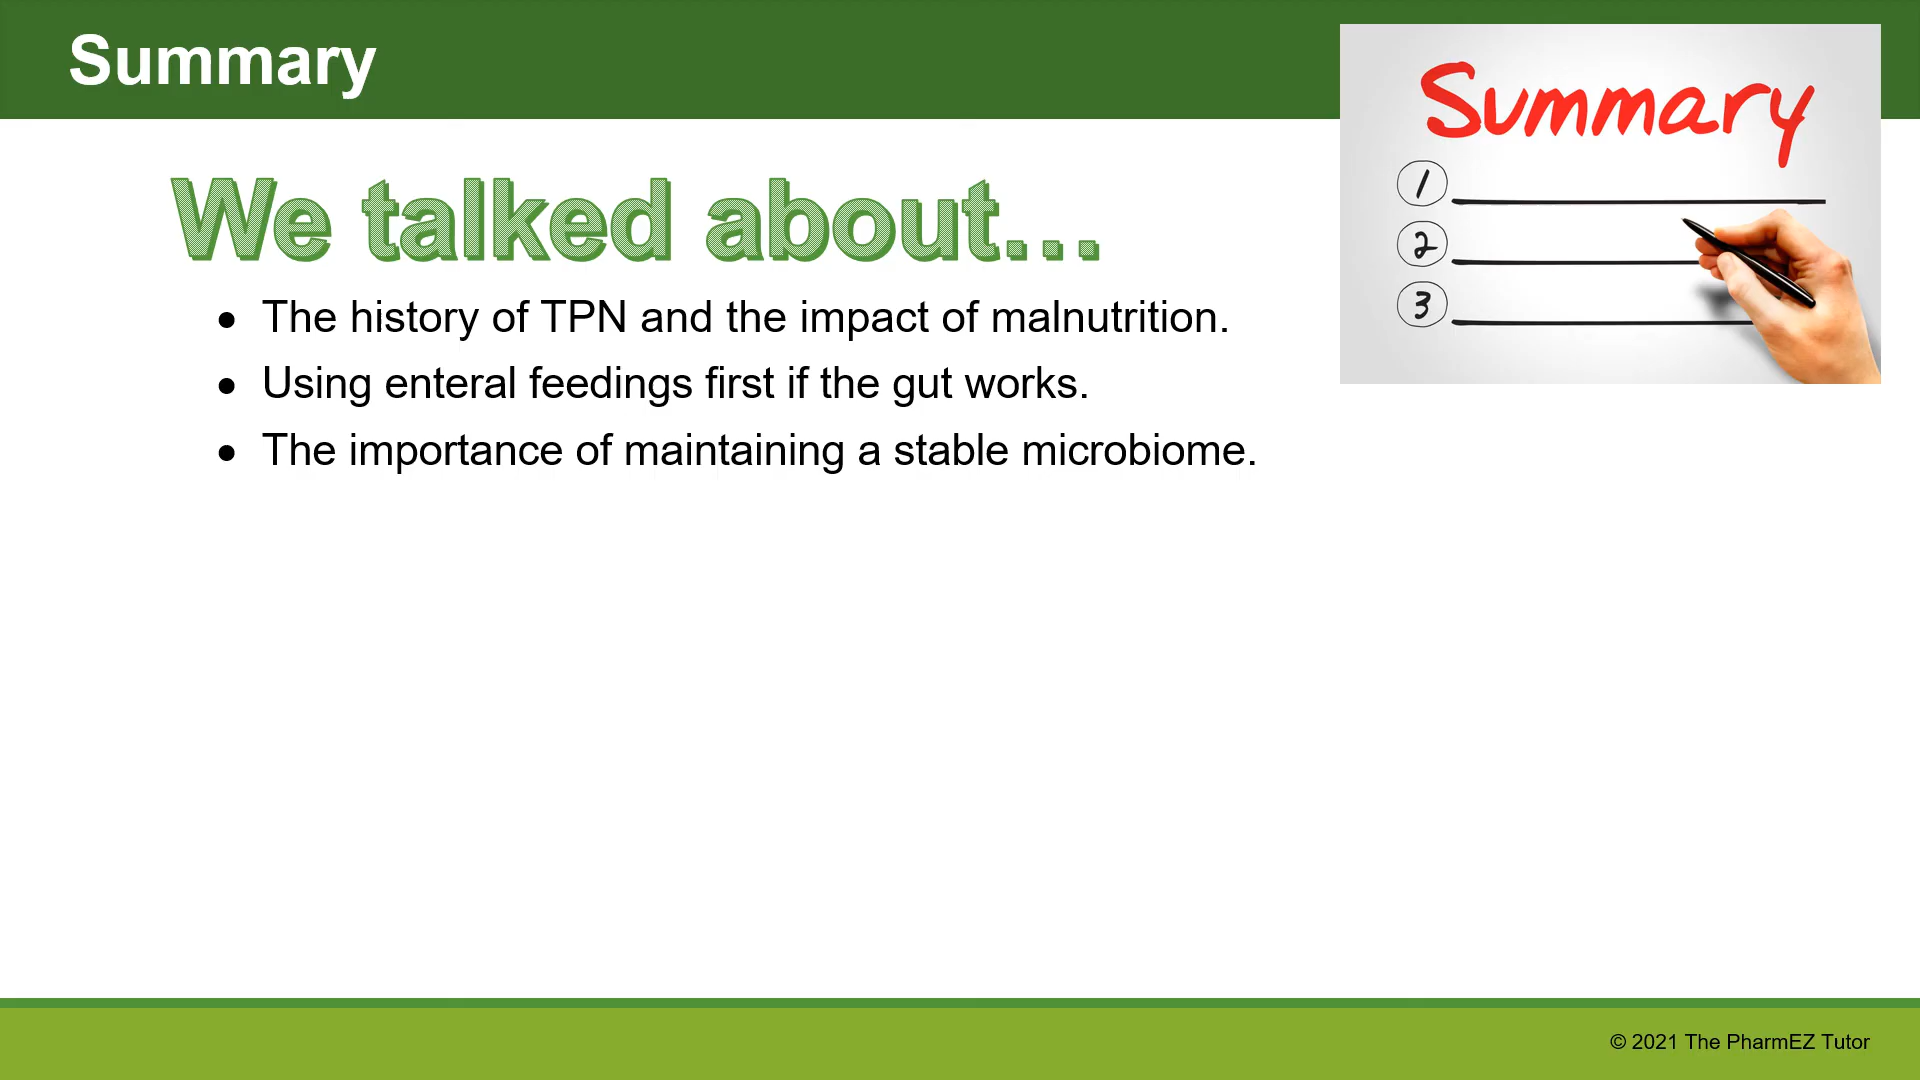 Summary
Summary
1
2
3
We talked about…
• The history of TPN and the impact of malnutrition.
• Using enteral feedings first if the gut works.
• The importance of maintaining a stable microbiome.
© 2021 The PharmEZ Tutor